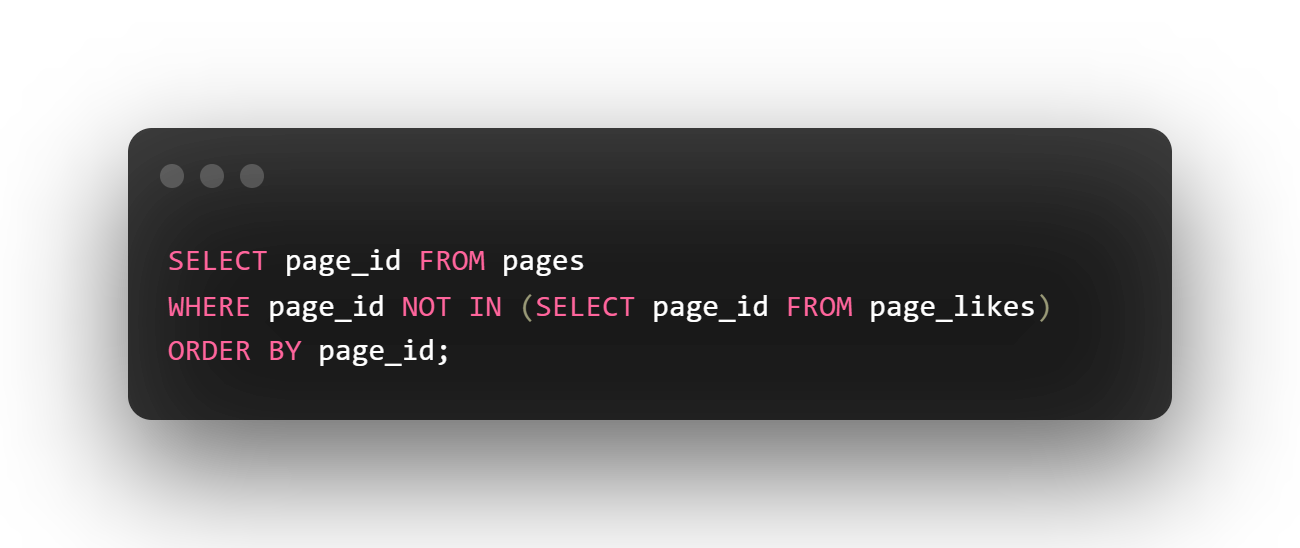 SELECT page_id FROM pages
WHERE page_id NOT IN (SELECT page_id FROM page_likes)
ORDER BY page_id;